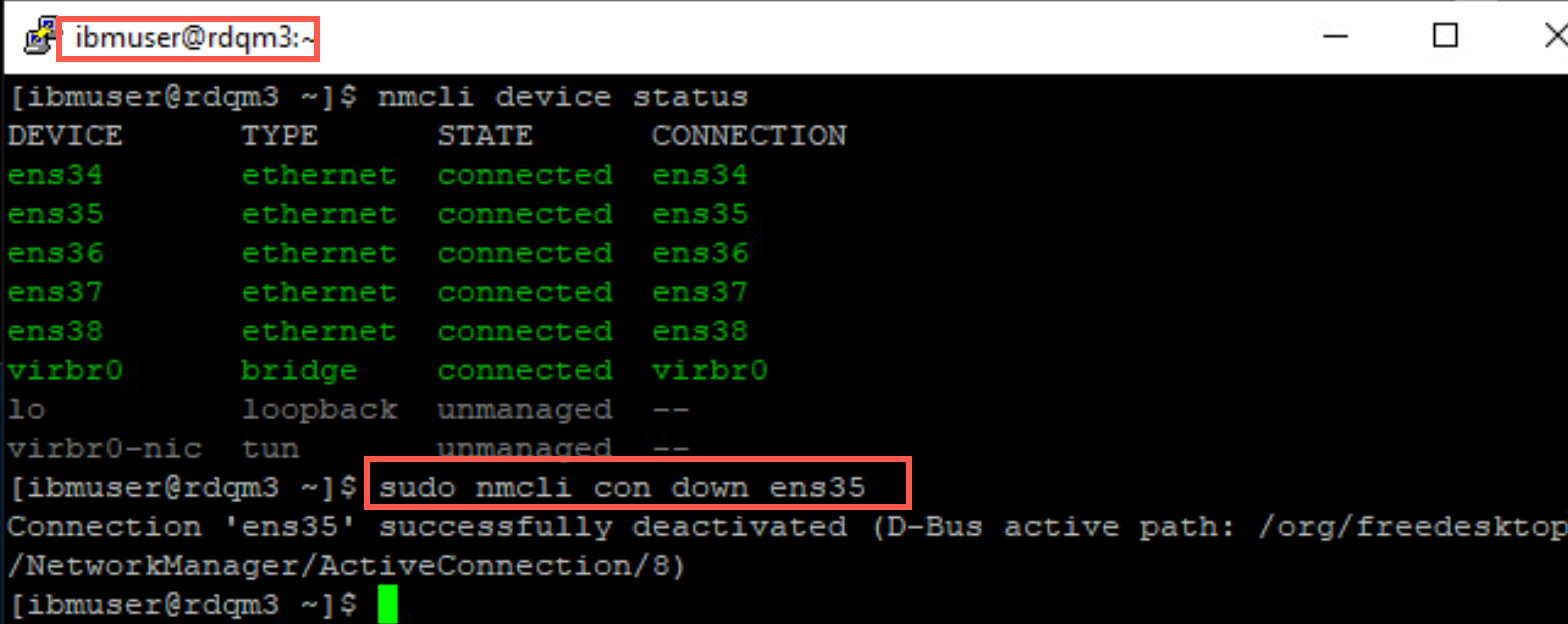 ibmuser@rdqm3:~
[ibmuser@rdqm3 ~]$ nmcli device status
DEVICE      TYPE      STATE      CONNECTION
ens34       ethernet  connected  ens34
ens35       ethernet  connected  ens35
ens36       ethernet  connected  ens36
ens37       ethernet  connected  ens37
ens38       ethernet  connected  ens38
virbr0      bridge    connected  virbr0
lo          loopback  unmanaged  --
virbr0-nic  tun       unmanaged  --
[ibmuser@rdqm3 ~]$ sudo nmcli con down ens35
Connection 'ens35' successfully deactivated (D-Bus active path: /org/freedesktop
/NetworkManager/ActiveConnection/8)
[ibmuser@rdqm3 ~]$